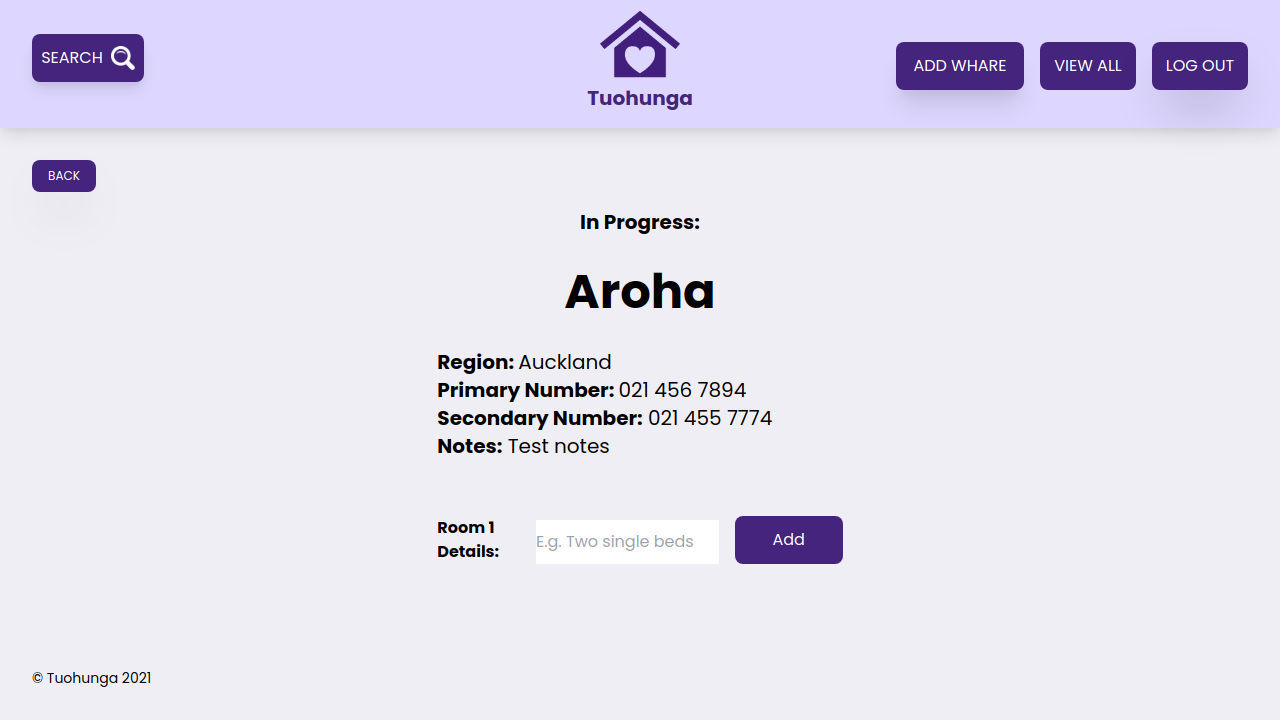 SEARCH
Tuohunga
ADD WHARE
VIEW ALL
LOG OUT
BACK
In Progress:
Aroha
Region: Auckland
Primary Number: 021 456 7894
Secondary Number: 021 455 7774
Notes: Test notes
Room 1
Details:
E.g. Two single beds
Add
© Tuohunga 2021